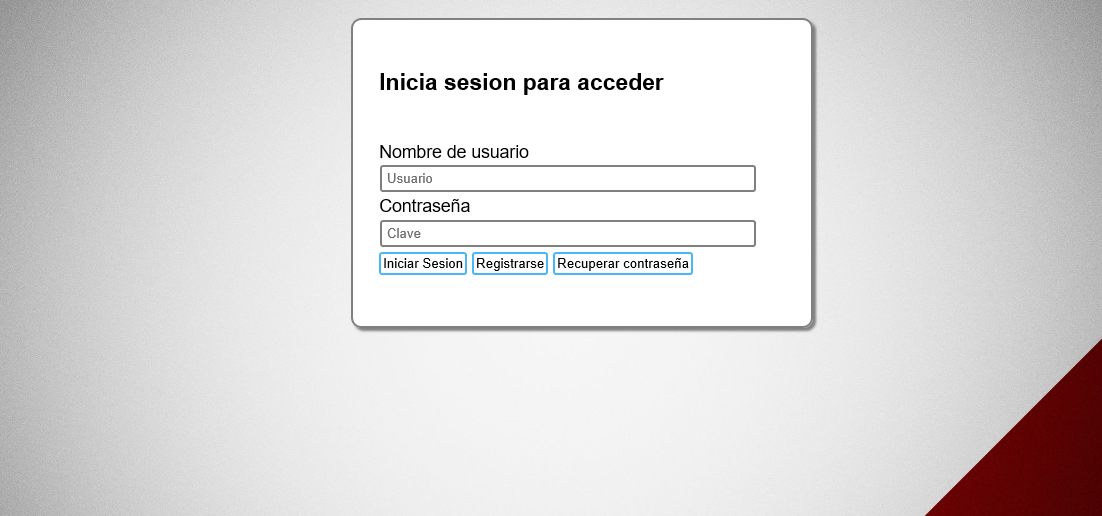 Inicia sesion para acceder
Nombre de usuario
Usuario
Contraseña
Clave
Iniciar Sesion Registrarse Recuperar contraseña